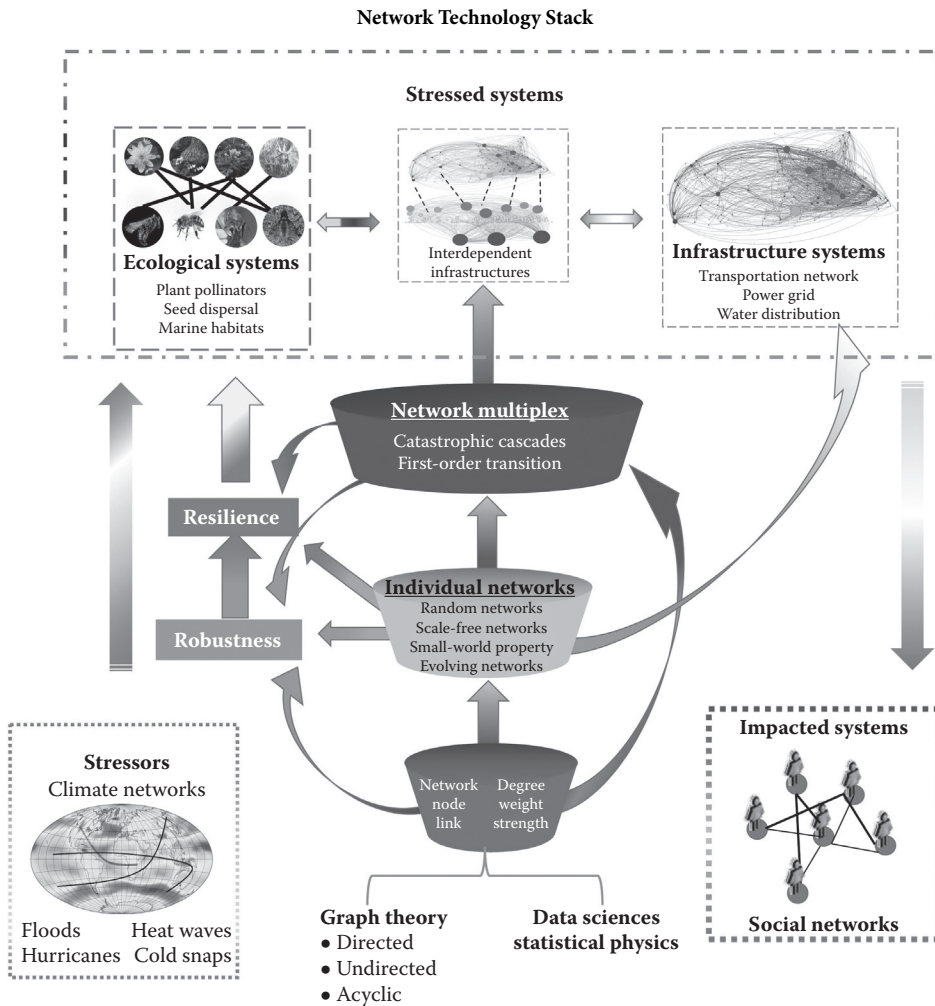 Network Technology Stack
Stressed systems
Ecological systems
Plant pollinators
Seed dispersal
Marine habitats
Interdependent
infrastructures
Infrastructure systems
Transportation network
Power grid
Water distribution
Network multiplex
Catastrophic cascades
First-order transition
Resilience
Robustness
Individual networks
Random networks
Scale-free networks
Small-world property
Evolving networks
Network
node
link
Degree
weight
strength
Stressors
Climate networks
Floods
Heat waves
Hurricanes
Cold snaps
Graph theory
• Directed
• Undirected
• Acyclic
Data sciences
statistical physics
Impacted systems
Social networks